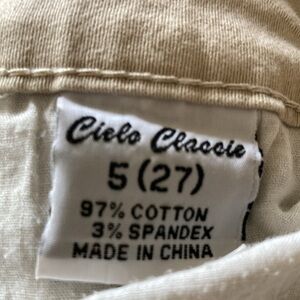 Cielo Classic
5 (27)
97% COTTON
3% SPANDEX
MADE IN CHINA